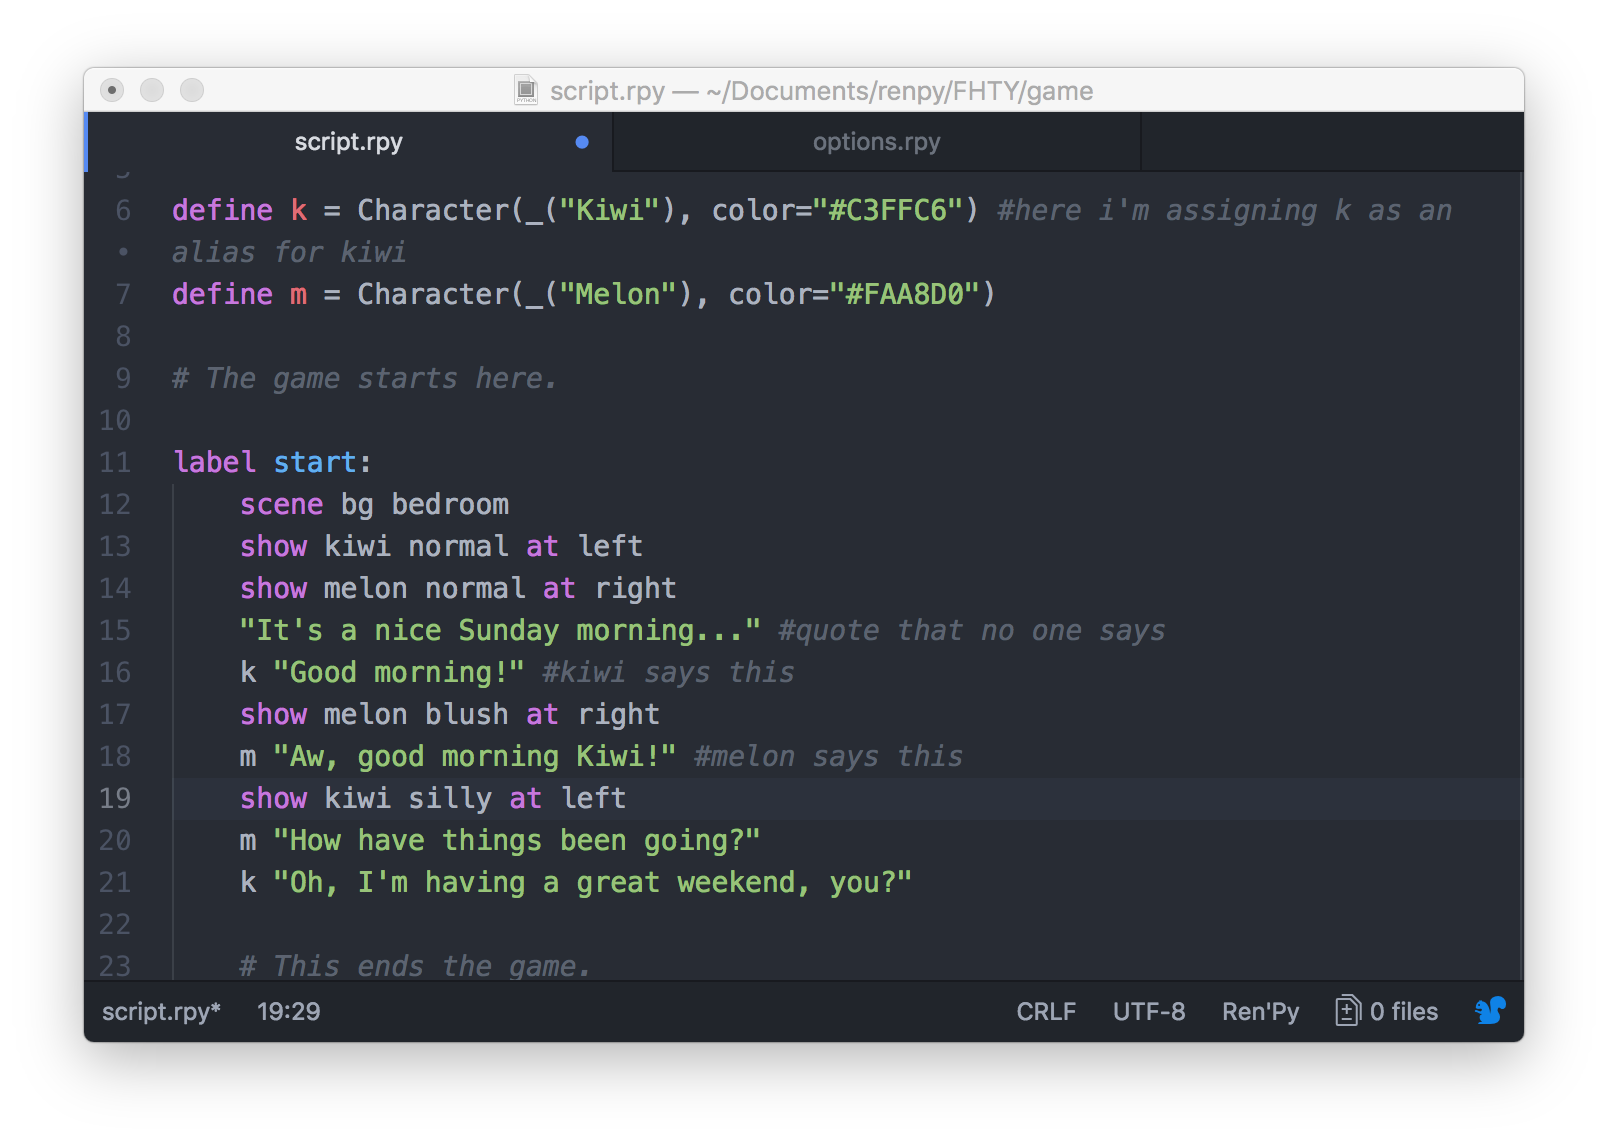 script.rpy — ~/Documents/renpy/FHTY/game
script.rpy
options.rpy
6 define k = Character(_("Kiwi"), color="#C3FFC6") #here i'm assigning k as an
• alias for kiwi
7 define m = Character(_("Melon"), color="#FAA8D0")
8
9 # The game starts here.
10
11 label start:
12     scene bg bedroom
13     show kiwi normal at left
14     show melon normal at right
15     "It's a nice Sunday morning..." #quote that no one says
16     k "Good morning!" #kiwi says this
17     show melon blush at right
18     m "Aw, good morning Kiwi!" #melon says this
19     show kiwi silly at left
20     m "How have things been going?"
21     k "Oh, I'm having a great weekend, you?"
22
23     # This ends the game.
script.rpy* 19:29 CRLF UTF-8 Ren'Py 0 files